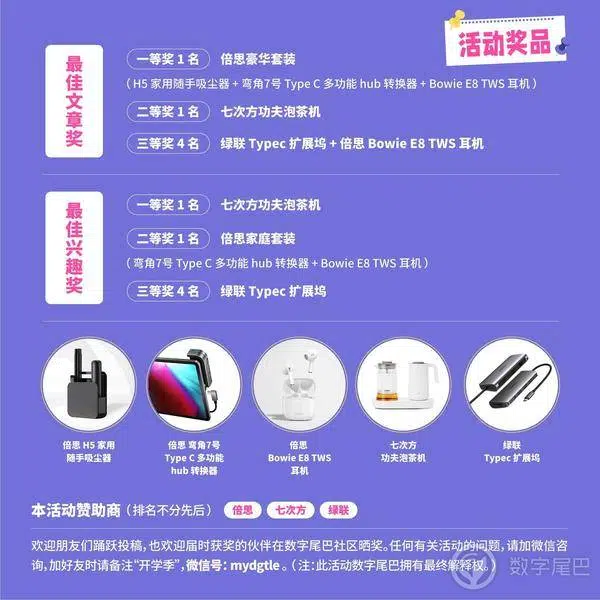 活动奖品
最佳文章奖
一等奖 1 名 倍思豪华套装
（ H5 家用随手吸尘器 + 弯角7号 Type C 多功能 hub 转换器 + Bowie E8 TWS 耳机 ）
二等奖 1 名 七次方功夫泡茶机
三等奖 4 名 绿联 Typec 扩展坞 + 倍思 Bowie E8 TWS 耳机
最佳兴趣奖
一等奖 1 名 七次方功夫泡茶机
二等奖 1 名 倍思家庭套装
（ 弯角7号 Type C 多功能 hub 转换器 + Bowie E8 TWS 耳机 ）
三等奖 4 名 绿联 Typec 扩展坞
倍思 H5 家用
随手吸尘器
倍思 弯角7号
Type C 多功能
hub 转换器
倍思
Bowie E8 TWS
耳机
七次方
功夫泡茶机
绿联
Typec 扩展坞
本活动赞助商（ 排名不分先后 ） 倍思 七次方 绿联
欢迎朋友们踊跃投稿，也欢迎届时获奖的伙伴在数字尾巴社区晒奖。任何有关活动的问题，请加微信咨
询，加好友时请备注“开学季”，微信号：mydgtle 。（ 注：此活动数字尾巴拥有最终解释权。）
数字尾巴